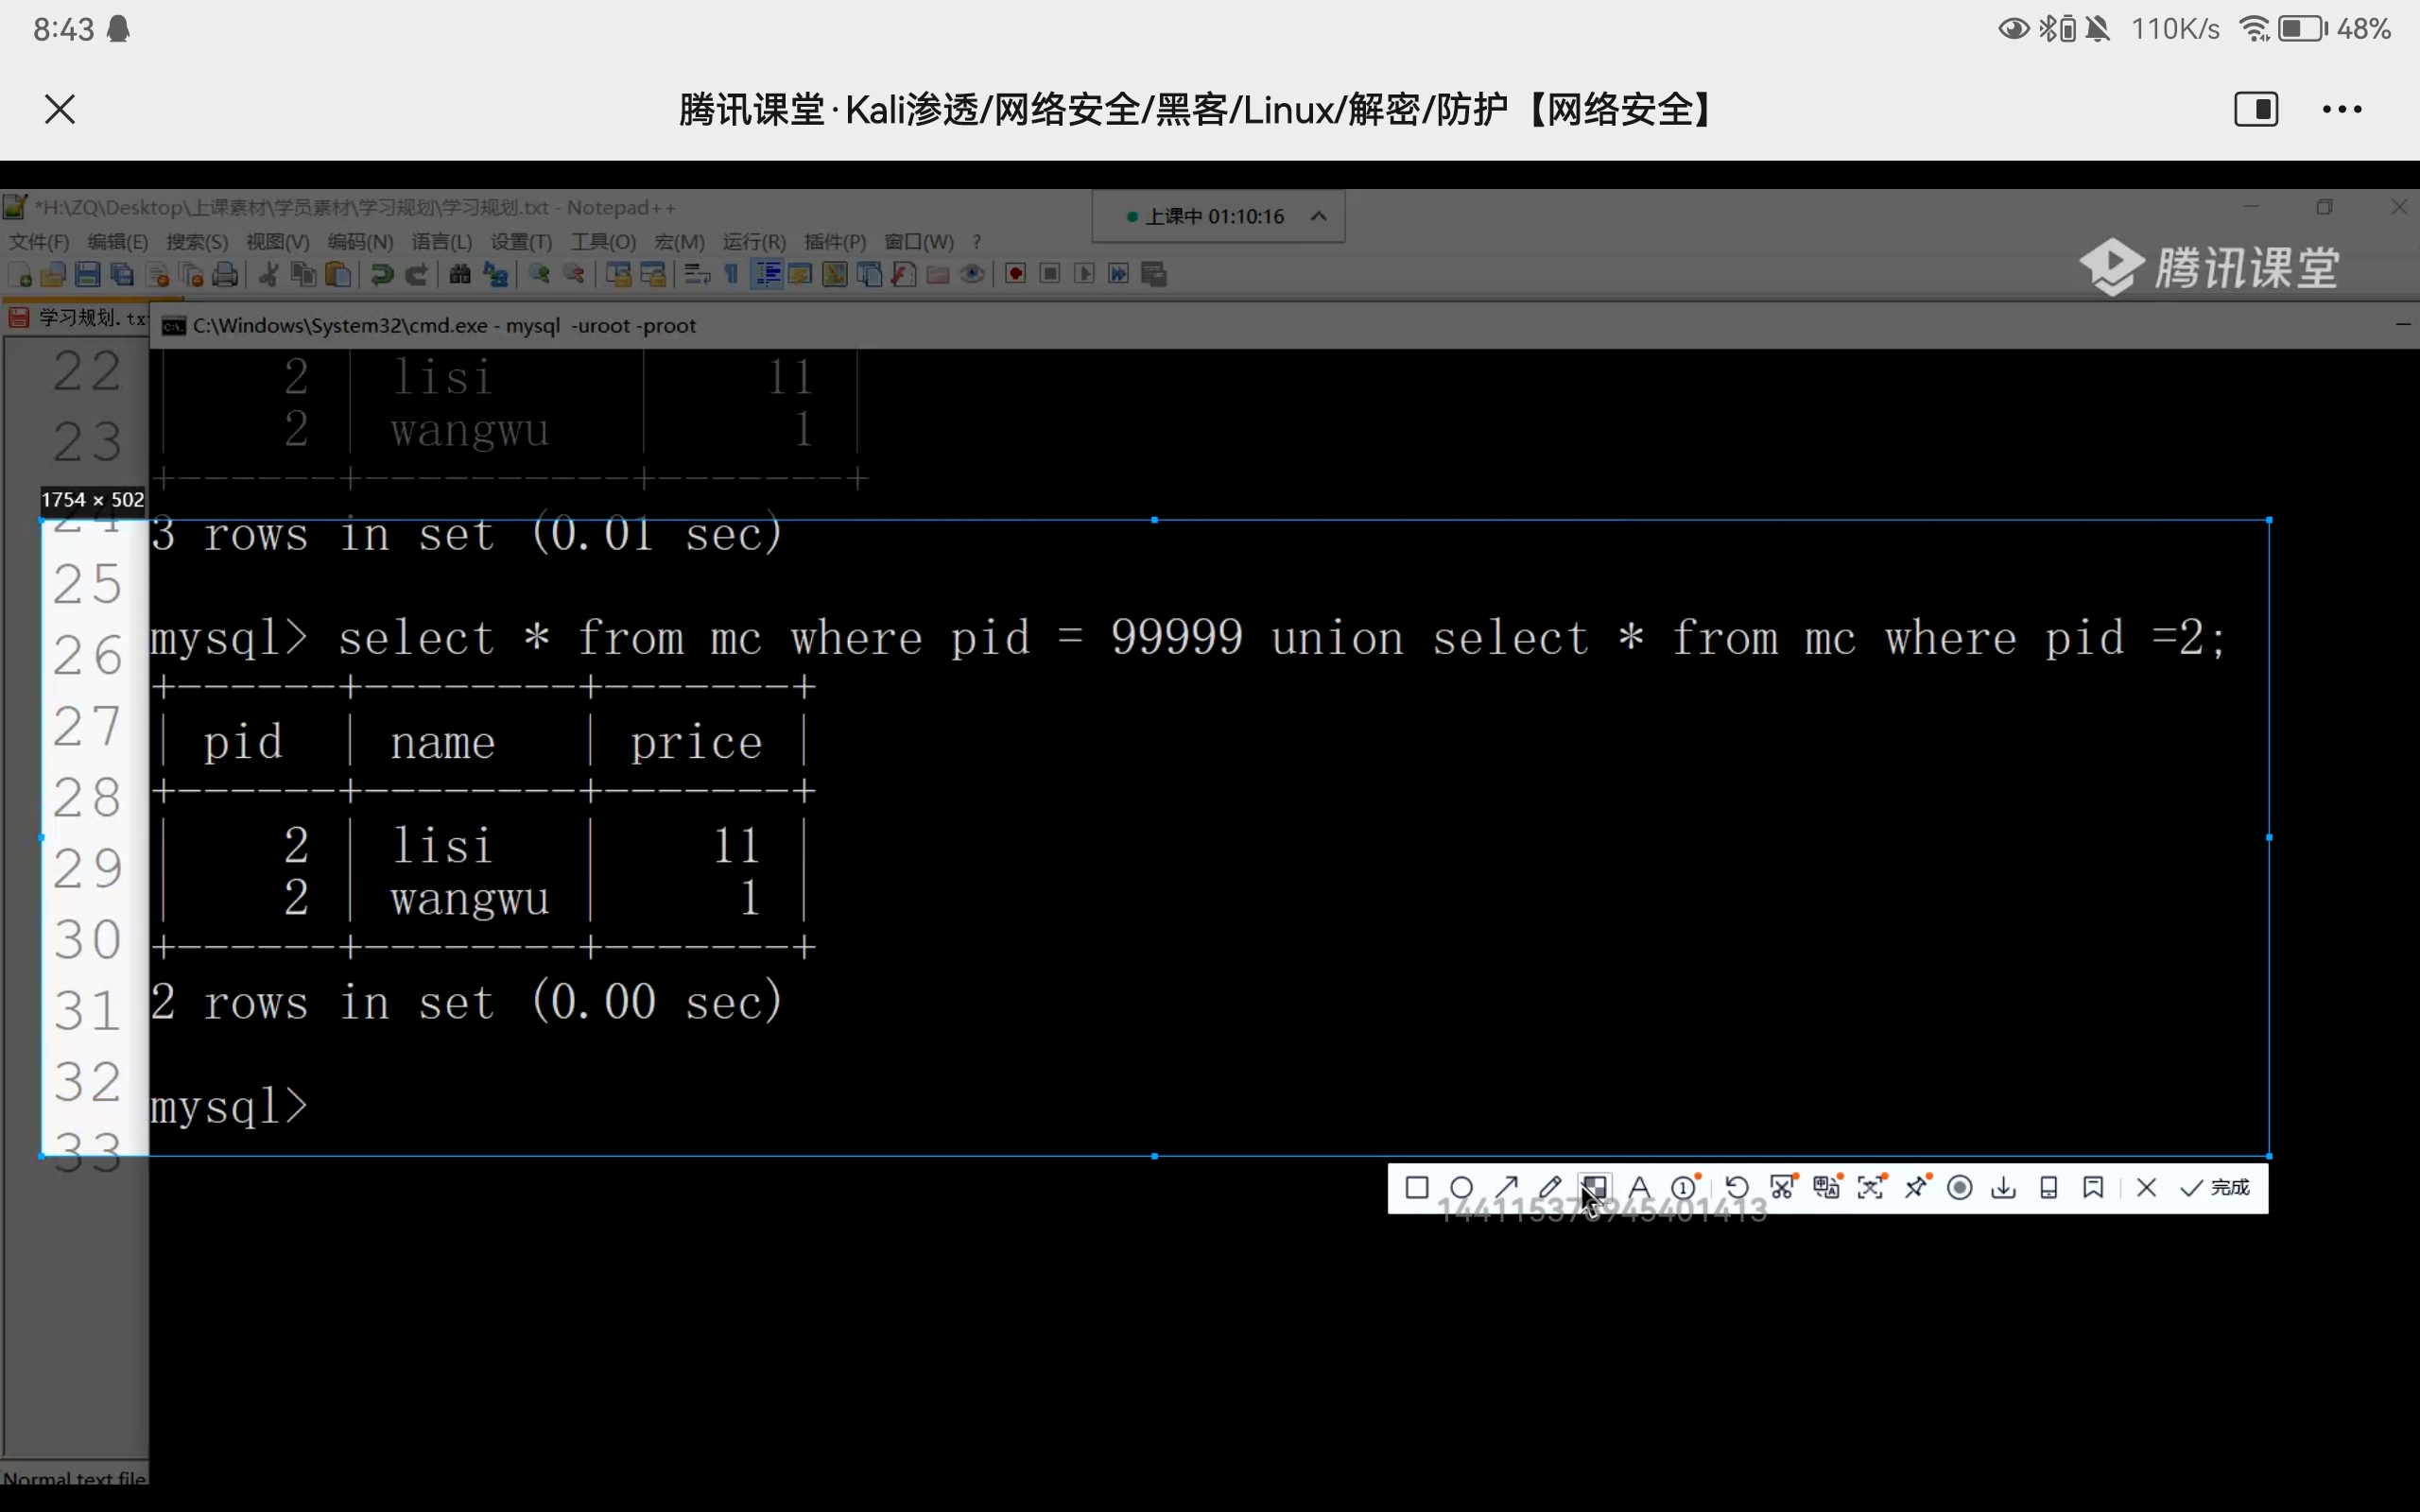 8:43 110K/s 48%
腾讯课堂·Kali渗透/网络安全/黑客/Linux/解密/防护【网络安全】
*H:\ZQ\Desktop\上课素材\学员素材\学习规划\学习规划.txt - Notepad++
上课中 01:10:16
文件(F) 编辑(E) 搜索(S) 视图(V) 编码(N) 语言(L) 设置(T) 工具(O) 宏(M) 运行(R) 插件(P) 窗口(W) ?
腾讯课堂
学习规划.tx
C:\Windows\System32\cmd.exe - mysql -uroot -proot
22 | 2 | lisi | 11 |
23 | 2 | wangwu | 1 |
+------+-----------+--------+
1754 × 502
24 3 rows in set (0.01 sec)
25
26 mysql> select * from mc where pid = 99999 union select * from mc where pid =2;
+------+--------+-------+
27 | pid | name | price |
28 +------+--------+-------+
29 | 2 | lisi | 11 |
| 2 | wangwu | 1 |
30 +------+--------+-------+
31 2 rows in set (0.00 sec)
32 mysql>
33
完成
144115378945401413
Normal text file